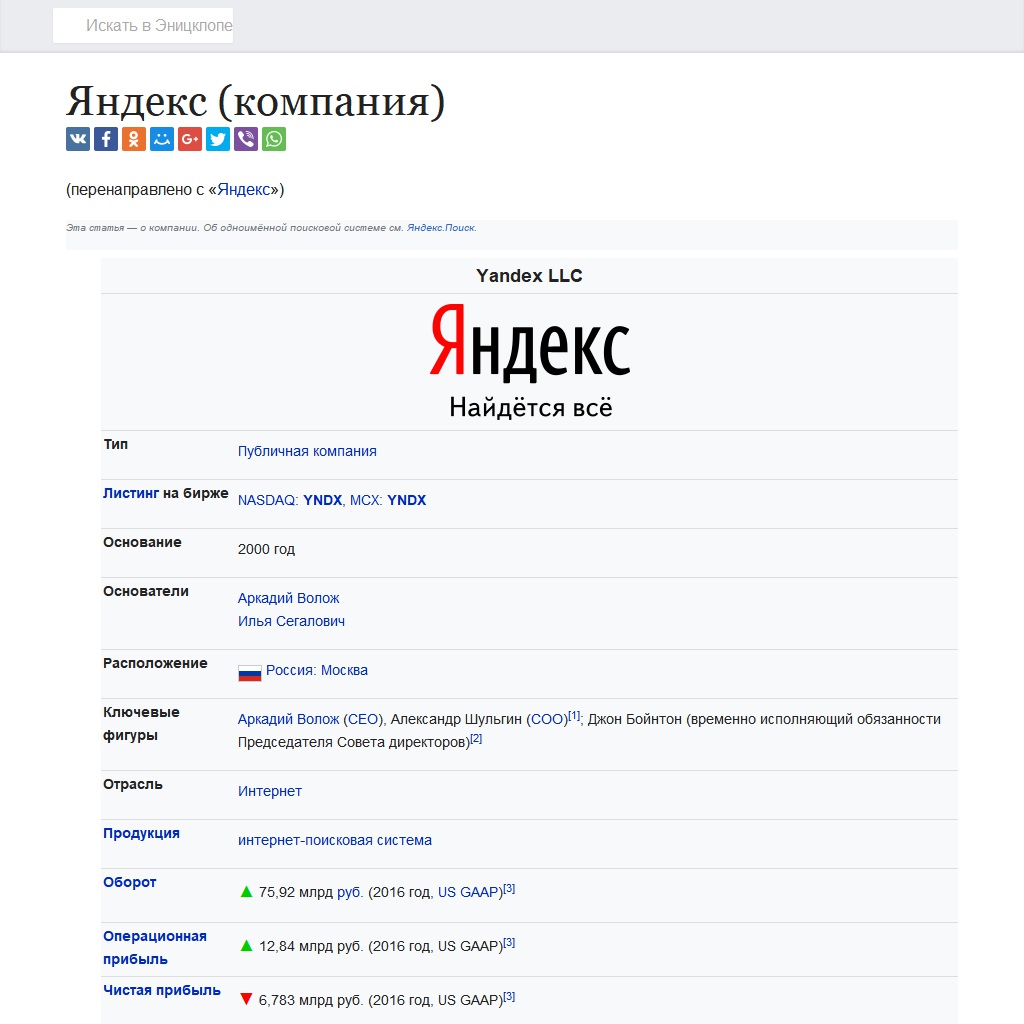 Искать в Эницклопе
Яндекс (компания)
(перенаправлено с «Яндекс»)
Эта статья — о компании. Об одноимённой поисковой системе см. Яндекс.Поиск.
Yandex LLC
Яндекс
Найдётся всё
Тип Публичная компания
Листинг на бирже NASDAQ: YNDX, MCX: YNDX
Основание 2000 год
Основатели Аркадий Волож
Илья Сегалович
Расположение Россия: Москва
Ключевые фигуры Аркадий Волож (CEO), Александр Шульгин (COO)[1]; Джон Бойнтон (временно исполняющий обязанности
Председателя Совета директоров)[2]
Отрасль Интернет
Продукция интернет-поисковая система
Оборот ▲ 75,92 млрд руб. (2016 год, US GAAP)[3]
Операционная прибыль ▲ 12,84 млрд руб. (2016 год, US GAAP)[3]
Чистая прибыль ▼ 6,783 млрд руб. (2016 год, US GAAP)[3]